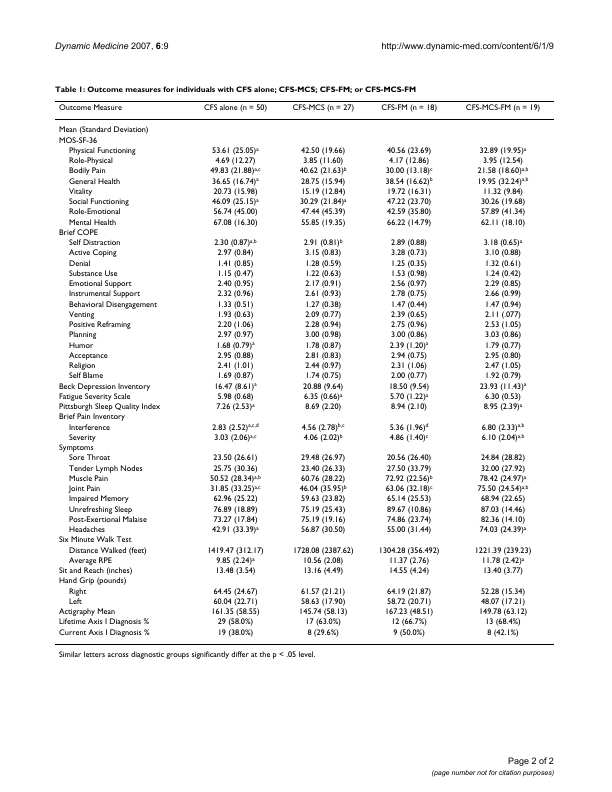 Dynamic Medicine 2007, 6:9 http://www.dynamic-med.com/content/6/1/9
Table 1: Outcome measures for individuals with CFS alone; CFS-MCS; CFS-FM; or CFS-MCS-FM
Outcome Measure CFS alone (n = 50) CFS-MCS (n = 27) CFS-FM (n = 18) CFS-MCS-FM (n = 19)
Mean (Standard Deviation)
MOS-SF-36
Physical Functioning 53.61 (25.05)a 42.50 (19.66) 40.56 (23.69) 32.89 (19.95)a
Role-Physical 4.69 (12.27) 3.85 (11.60) 4.17 (12.86) 3.95 (12.54)
Bodily Pain 49.83 (21.88)a,c 40.62 (21.63)b 30.00 (13.18)c 21.58 (18.60)a,b
General Health 36.65 (16.74)a 28.75 (15.94) 38.54 (16.62)b 19.95 (32.24)a,b
Vitality 20.73 (15.98) 15.19 (12.84) 19.72 (16.31) 11.32 (9.84)
Social Functioning 46.09 (25.15)a 30.29 (21.84)a 47.22 (23.70) 30.26 (19.68)
Role-Emotional 56.74 (45.00) 47.44 (45.39) 42.59 (35.80) 57.89 (41.34)
Mental Health 67.08 (16.30) 55.85 (19.35) 66.22 (14.79) 62.11 (18.10)
Brief COPE
Self Distraction 2.30 (0.87)a,b 2.91 (0.81)b 2.89 (0.88) 3.18 (0.65)a
Active Coping 2.97 (0.84) 3.15 (0.83) 3.28 (0.73) 3.10 (0.88)
Denial 1.41 (0.85) 1.28 (0.59) 1.25 (0.35) 1.32 (0.61)
Substance Use 1.15 (0.47) 1.22 (0.63) 1.53 (0.98) 1.24 (0.42)
Emotional Support 2.40 (0.95) 2.17 (0.91) 2.56 (0.97) 2.29 (0.85)
Instrumental Support 2.32 (0.96) 2.61 (0.93) 2.78 (0.75) 2.66 (0.99)
Behavioral Disengagement 1.33 (0.51) 1.27 (0.38) 1.47 (0.44) 1.47 (0.94)
Venting 1.93 (0.63) 2.09 (0.77) 2.39 (0.65) 2.11 (.077)
Positive Reframing 2.20 (1.06) 2.28 (0.94) 2.75 (0.96) 2.53 (1.05)
Planning 2.97 (0.97) 3.00 (0.98) 3.00 (0.86) 3.03 (0.86)
Humor 1.68 (0.79)a 1.78 (0.87) 2.39 (1.20)a 1.79 (0.77)
Acceptance 2.95 (0.88) 2.81 (0.83) 2.94 (0.75) 2.95 (0.80)
Religion 2.41 (1.01) 2.44 (0.97) 2.31 (1.06) 2.47 (1.05)
Self Blame 1.69 (0.87) 1.74 (0.75) 2.00 (0.77) 1.92 (0.79)
Beck Depression Inventory 16.47 (8.61)a 20.88 (9.64) 18.50 (9.54) 23.93 (11.43)a
Fatigue Severity Scale 5.98 (0.68) 6.35 (0.66)a 5.70 (1.22)a 6.30 (0.53)
Pittsburgh Sleep Quality Index 7.26 (2.53)a 8.69 (2.20) 8.94 (2.10) 8.95 (2.39)a
Brief Pain Inventory
Interference 2.83 (2.52)a,c,d 4.56 (2.78)b,c 5.36 (1.96)d 6.80 (2.33)a,b
Severity 3.03 (2.06)a,c 4.06 (2.02)b 4.86 (1.40)c 6.10 (2.04)a,b
Symptoms
Sore Throat 23.50 (26.61) 29.48 (26.97) 20.56 (26.40) 24.84 (28.82)
Tender Lymph Nodes 25.75 (30.36) 23.40 (26.33) 27.50 (33.79) 32.00 (27.92)
Muscle Pain 50.52 (28.34)a,b 60.76 (28.22) 72.92 (22.56)b 78.42 (24.97)a
Joint Pain 31.85 (33.25)a,c 46.04 (35.95)b 63.06 (32.18)c 75.50 (24.54)a,b
Impaired Memory 62.96 (25.22) 59.63 (23.82) 65.14 (25.53) 68.94 (22.65)
Unrefreshing Sleep 76.89 (18.89) 75.19 (25.43) 89.67 (10.86) 87.03 (14.46)
Post-Exertional Malaise 73.27 (17.84) 75.19 (19.16) 74.86 (23.74) 82.36 (14.10)
Headaches 42.91 (33.39)a 56.87 (30.50) 55.00 (31.44) 74.03 (24.39)a
Six Minute Walk Test
Distance Walked (feet) 1419.47 (312.17) 1728.08 (2387.62) 1304.28 (356.492) 1221.39 (239.23)
Average RPE 9.85 (2.24)a 10.56 (2.08) 11.37 (2.76) 11.78 (2.42)a
Sit and Reach (inches) 13.48 (3.54) 13.16 (4.49) 14.55 (4.24) 13.40 (3.77)
Hand Grip (pounds)
Right 64.45 (24.67) 61.57 (21.21) 64.19 (21.87) 52.28 (15.34)
Left 60.04 (22.71) 58.63 (17.90) 58.72 (20.71) 48.07 (17.21)
Actigraphy Mean 161.35 (58.55) 145.74 (58.13) 167.23 (48.51) 149.78 (63.12)
Lifetime Axis I Diagnosis % 29 (58.0%) 17 (63.0%) 12 (66.7%) 13 (68.4%)
Current Axis I Diagnosis % 19 (38.0%) 8 (29.6%) 9 (50.0%) 8 (42.1%)
Similar letters across diagnostic groups significantly differ at the p < .05 level.
Page 2 of 2
(page number not for citation purposes)